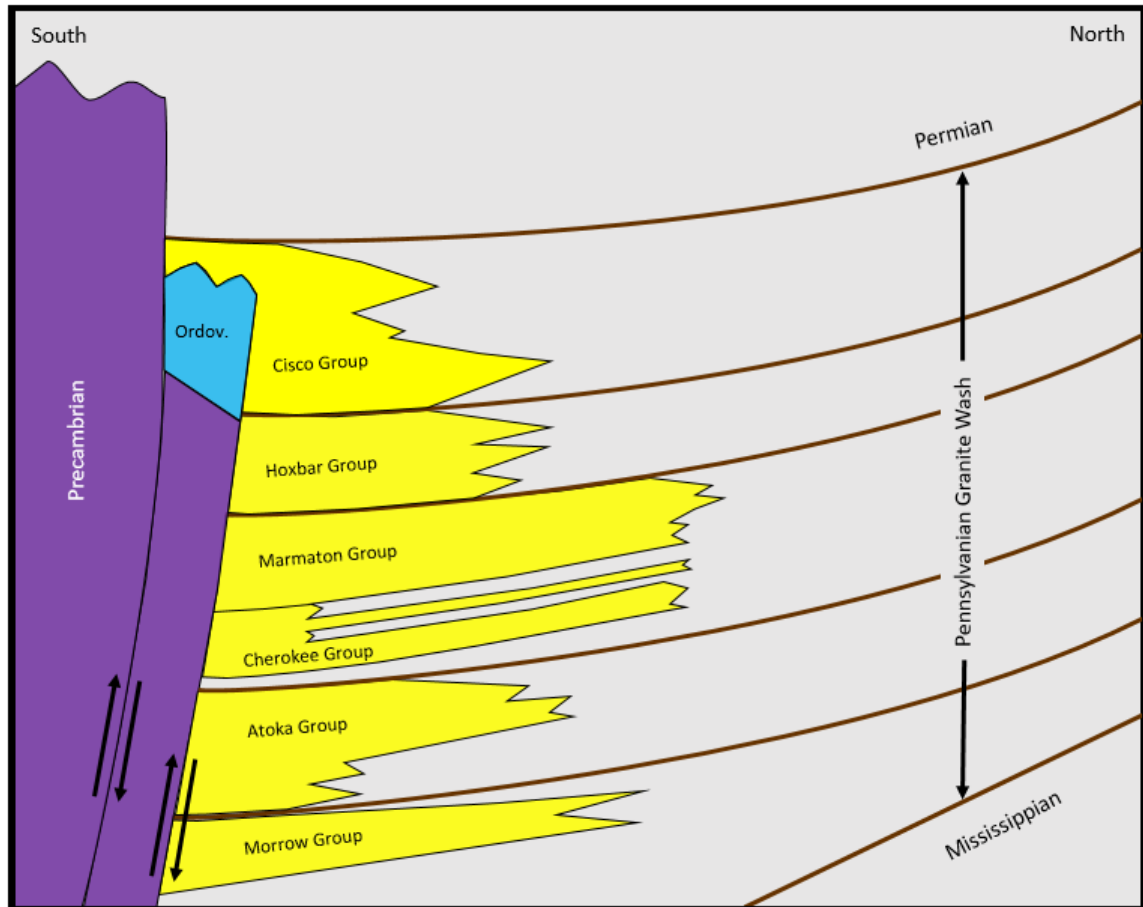 South
North
Permian
Ordov.
Cisco Group
Hoxbar Group
Precambrian
Pennsylvanian Granite Wash
Marmaton Group
Cherokee Group
Atoka Group
Morrow Group
Mississippian